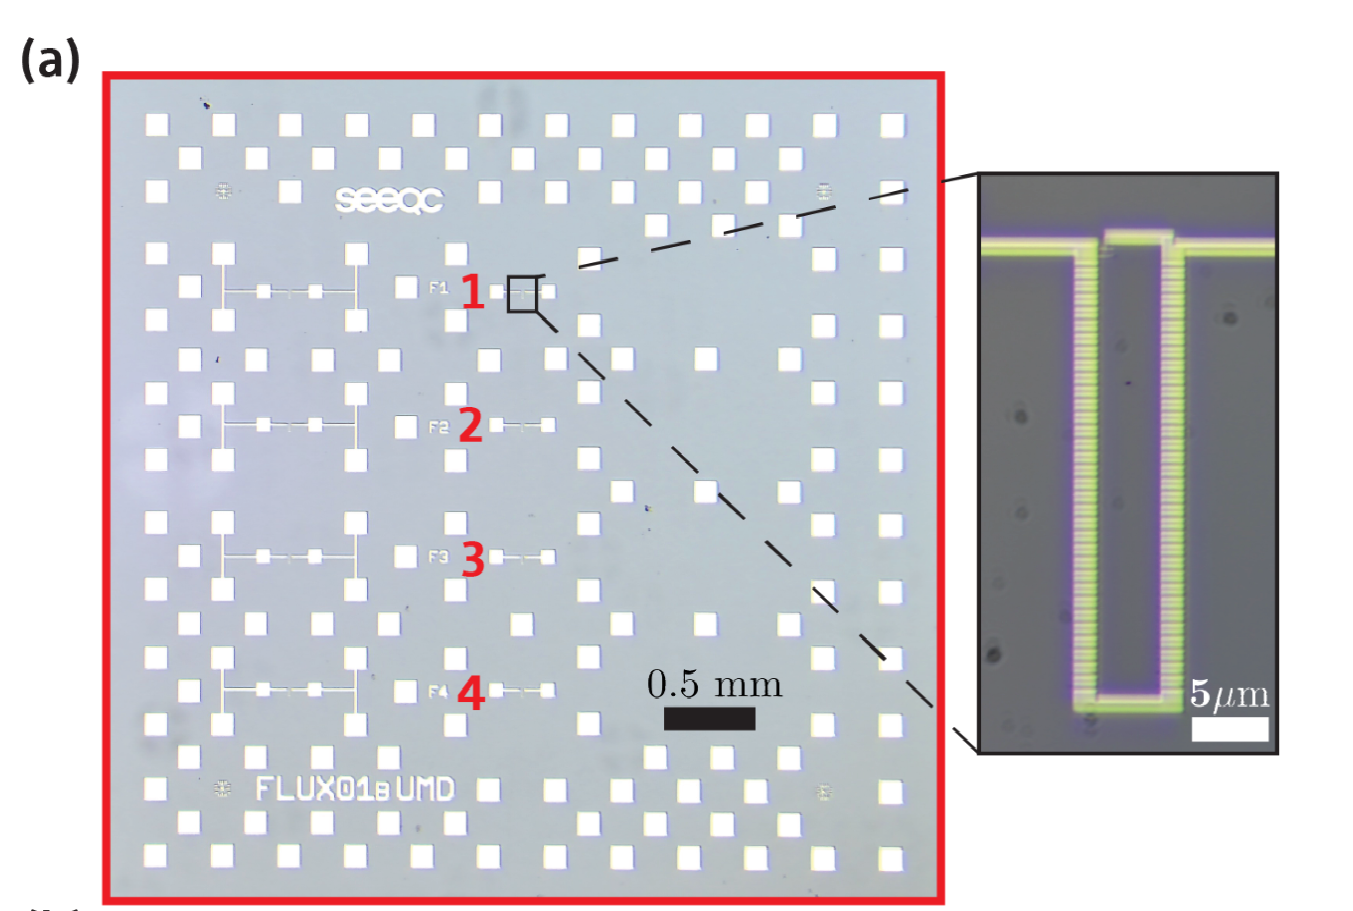 (a)
seeqc
F1 1
F2 2
F3 3
F4 4
0.5 mm
5μm
FLUX01B UMD